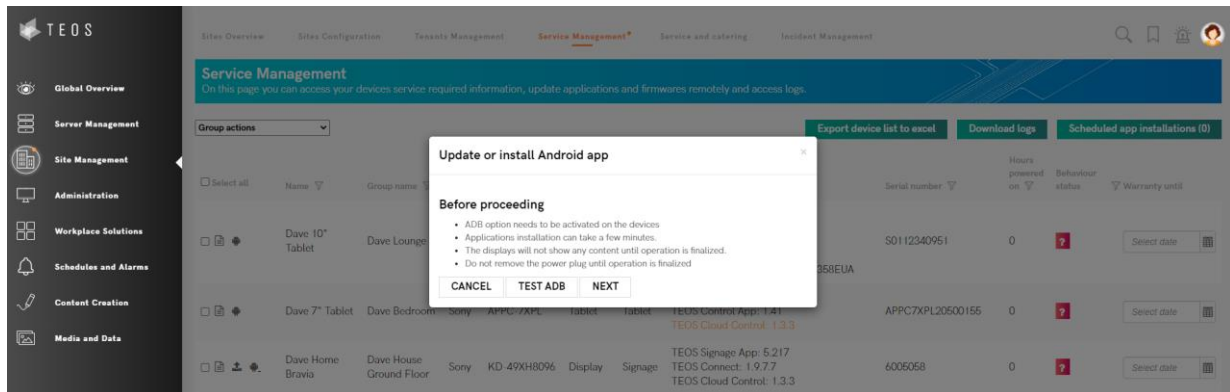 TEOS
Sites Overview
Sites Configuration
Tenants Management
Service Management
Service and catering
Incident Management
Global Overview
Server Management
Site Management
Administration
Workplace Solutions
Schedules and Alarms
Content Creation
Media and Data
Service Management
On this page you can access your devices service required information, update applications and firmwares remotely and access logs.
Group actions
Export device list to excel
Download logs
Scheduled app installations (0)
Select all
Name
Group name
Serial number
Hours powered on
Behaviour status
Warranty until
Update or install Android app
×
Before proceeding
• ADB option needs to be activated on the devices
• Applications installation can take a few minutes.
• The displays will not show any content until operation is finalized.
• Do not remove the power plug until operation is finalized
CANCEL
TEST ADB
NEXT
Dave 10"
Tablet
Dave Lounge
358EUA
S0112340951
0
?
Select date
Dave 7" Tablet
Dave Bedroom
Sony
APPC-7XPL
Tablet
Tablet
TEOS Control App: 1.41
TEOS Cloud Control: 1.3.3
APPC7XPL20500155
0
?
Select date
Dave Home
Bravia
Dave House
Ground Floor
Sony
KD-49XH8096
Display
Signage
TEOS Signage App: 5.217
TEOS Connect: 1.9.7.7
TEOS Cloud Control: 1.3.3
6005058
0
?
Select date